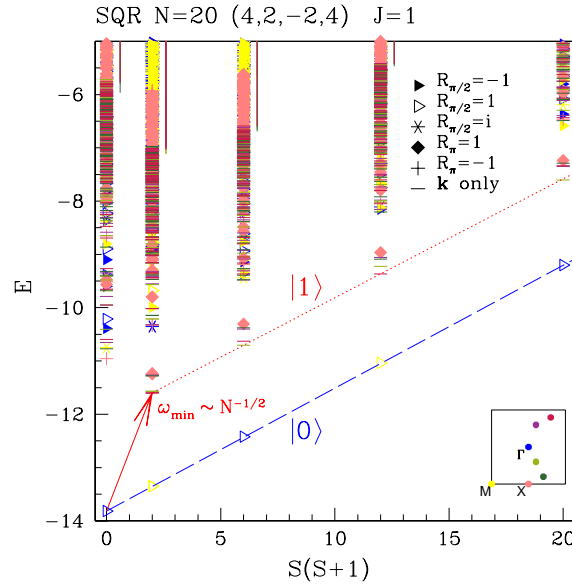 SQR N=20 (4,2,−2,4) J=1
−6
−8
−10
−12
−14
E
R_{π/2}=−1
R_{π/2}=1
R_{π/2}=i
R_π=1
R_π=−1
k only
|1⟩
|0⟩
ω_min ~ N^{-1/2}
Γ
M
X
0
5
10
15
20
S(S+1)